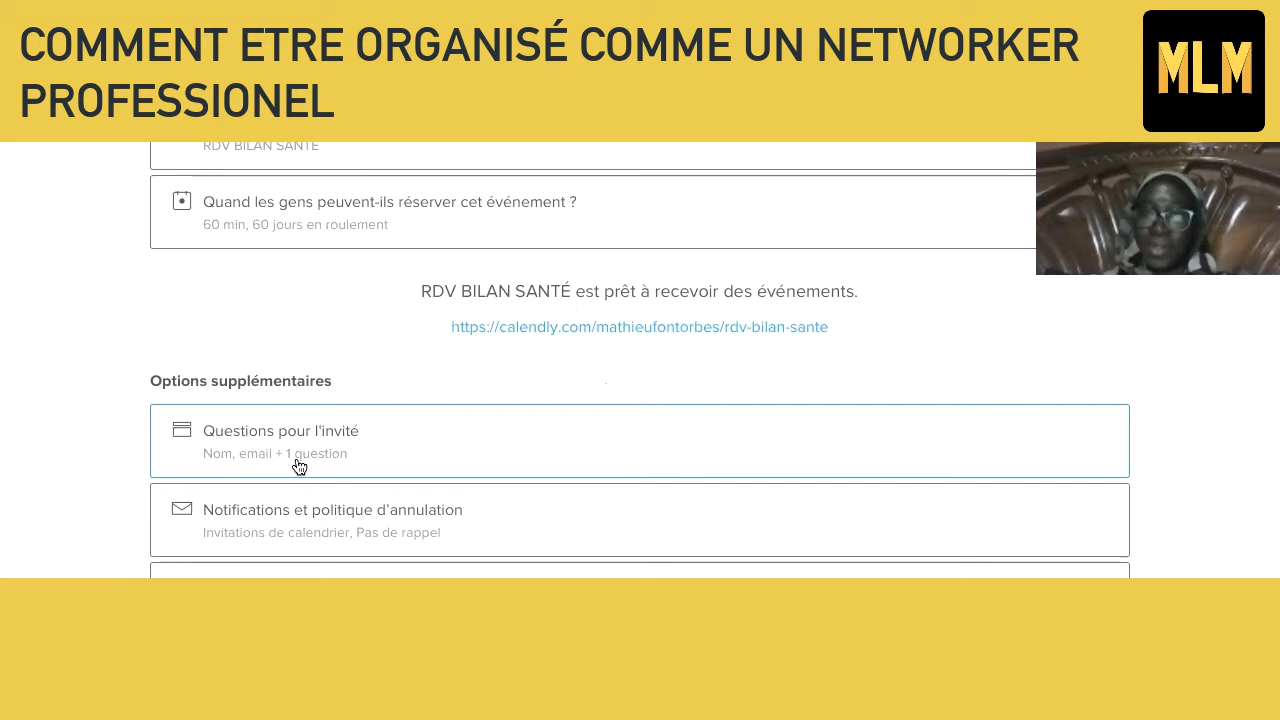 COMMENT ETRE ORGANISÉ COMME UN NETWORKER
PROFESSIONEL
MLM
RDV BILAN SANTÉ
Quand les gens peuvent-ils réserver cet événement ?
60 min, 60 jours en roulement
RDV BILAN SANTÉ est prêt à recevoir des événements.
https://calendly.com/mathieufontorbes/rdv-bilan-sante
Options supplémentaires
Questions pour l'invité
Nom, email + 1 question
Notifications et politique d’annulation
Invitations de calendrier, Pas de rappel